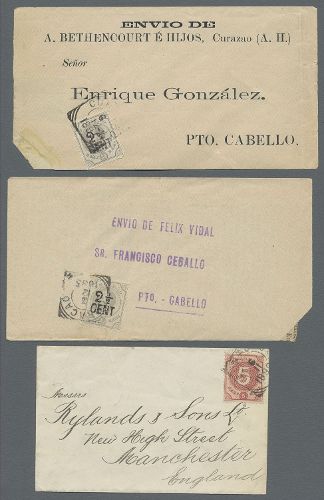 ENVIO DE
A. BETHENCOURT É HIJOS, Curazao (A. H.)
Señor
Enrique González.
PTO. CABELLO.
ENVIO DE FELIX VIDAL
SR. FRANCISCO CEBALLO
PTO. - CABELLO
2½
CENT
Messrs
Rylands & Sons Ld
New High Street
Manchester
England
5